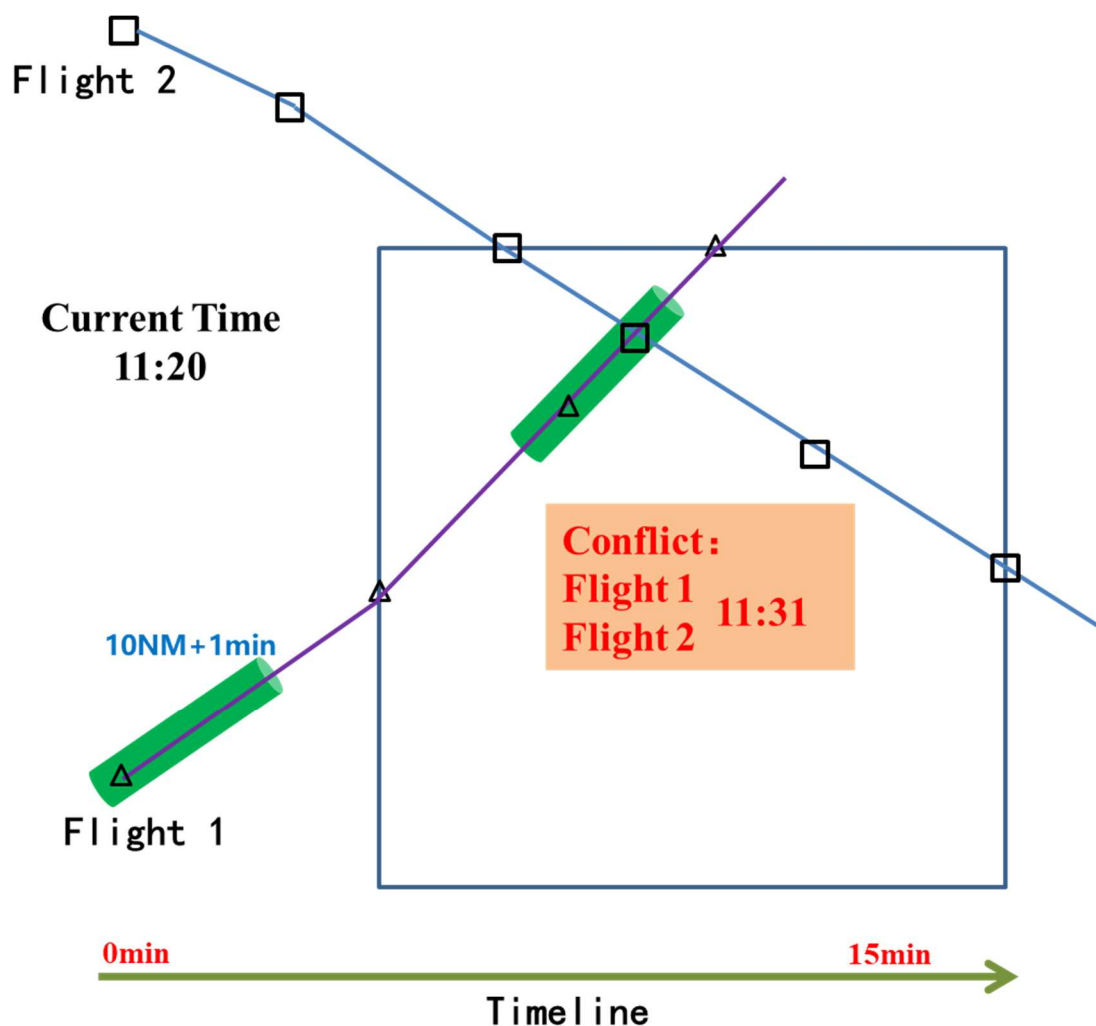 Flight 2
Current Time
11:20
Conflict：
Flight 1
11:31
Flight 2
10NM+1min
Flight 1
0min
15min
Timeline